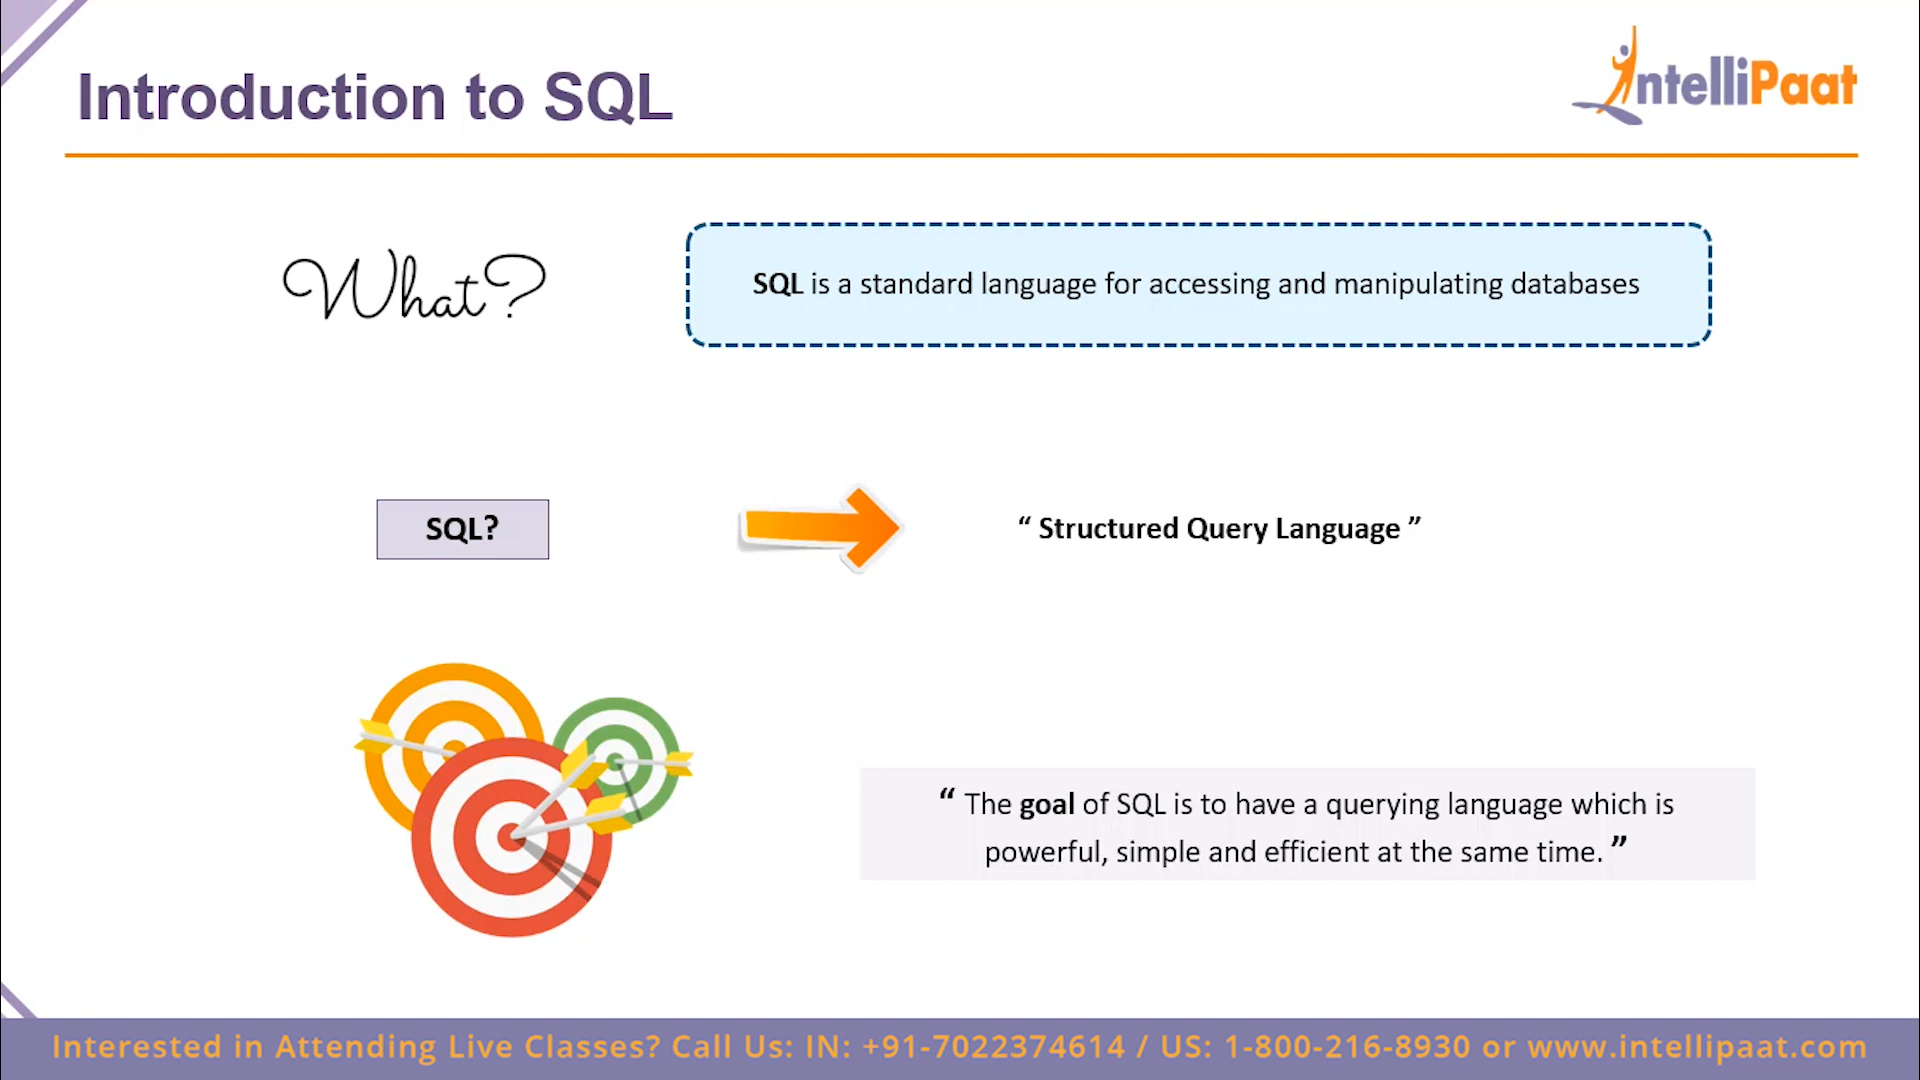 Introduction to SQL
IntelliPaat
What?
SQL is a standard language for accessing and manipulating databases
SQL?
“ Structured Query Language ”
“ The goal of SQL is to have a querying language which is
powerful, simple and efficient at the same time. ”
Interested in Attending Live Classes? Call Us: IN: +91-7022374614 / US: 1-800-216-8930 or www.intellipaat.com